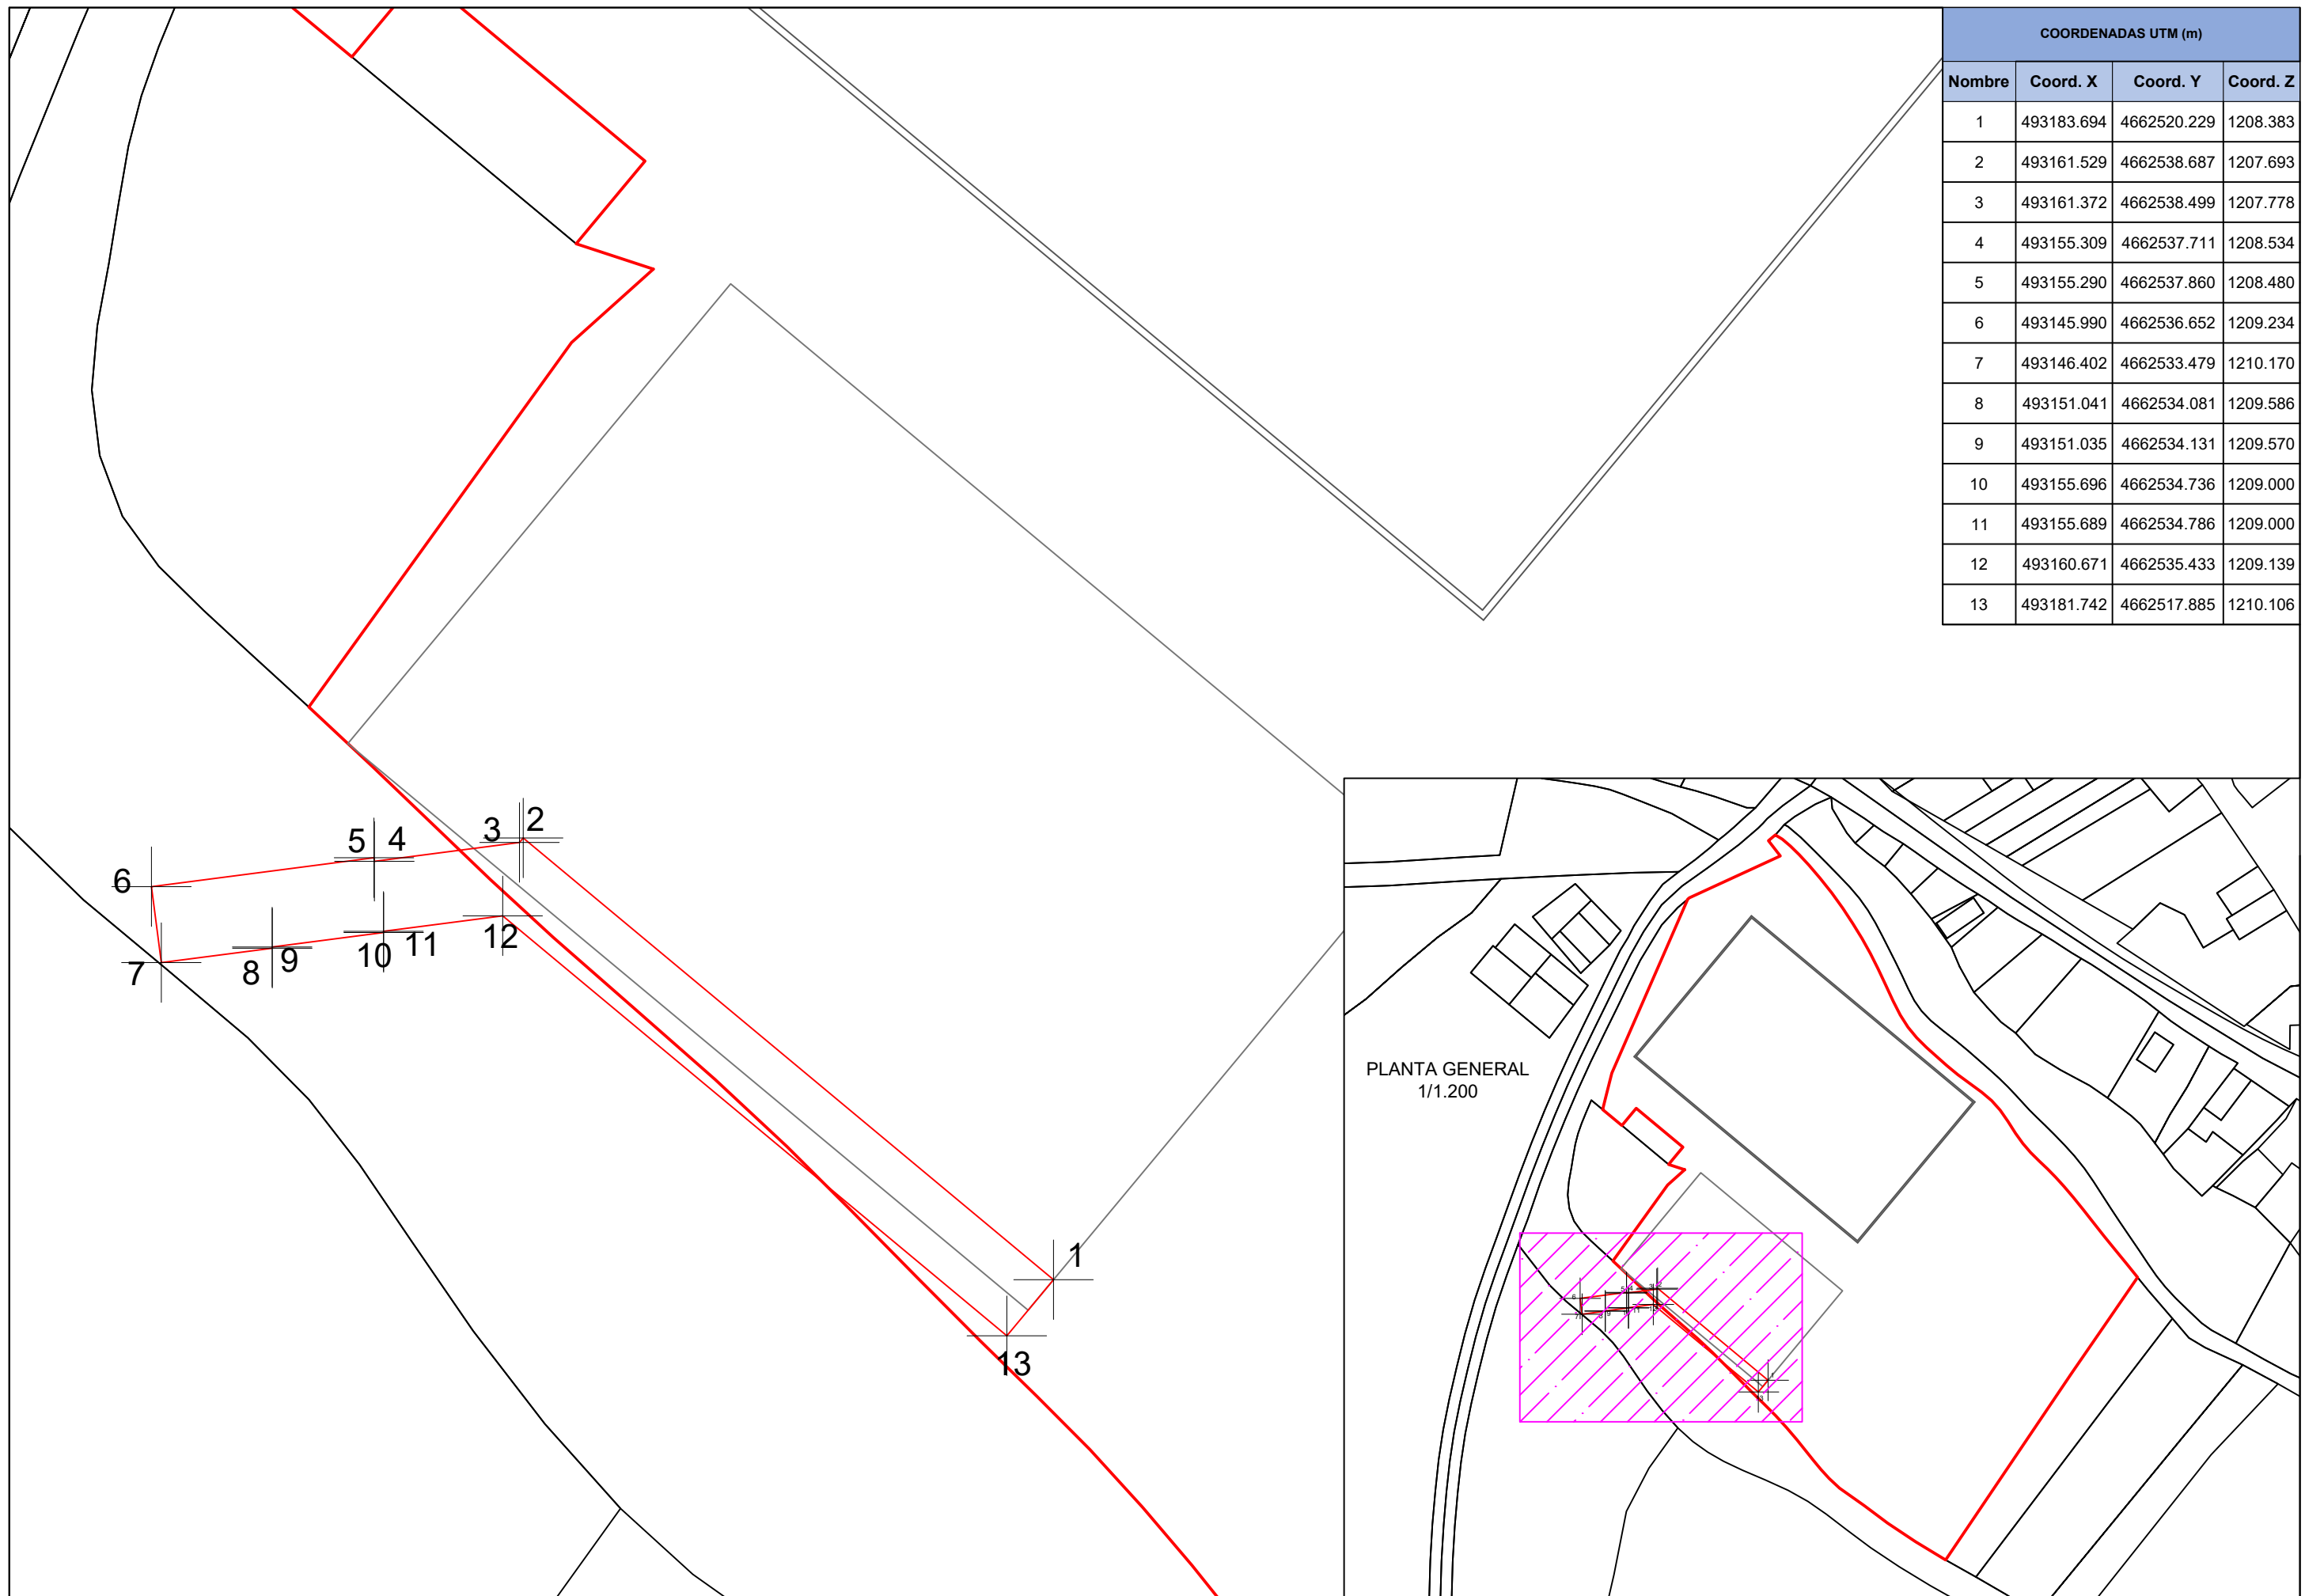 COORDENADAS UTM (m)
Nombre Coord. X Coord. Y Coord. Z
1 493183.694 4662520.229 1208.383
2 493161.529 4662538.687 1207.693
3 493161.372 4662538.499 1207.778
4 493155.309 4662537.711 1208.534
5 493155.290 4662537.860 1208.480
6 493145.990 4662536.652 1209.234
7 493146.402 4662533.479 1210.170
8 493151.041 4662534.081 1209.586
9 493151.035 4662534.131 1209.570
10 493155.696 4662534.736 1209.000
11 493155.689 4662534.786 1209.000
12 493160.671 4662535.433 1209.139
13 493181.742 4662517.885 1210.106
5 4 3 2
6
7 8 9 10 11 12
1
13
PLANTA GENERAL
1/1.200